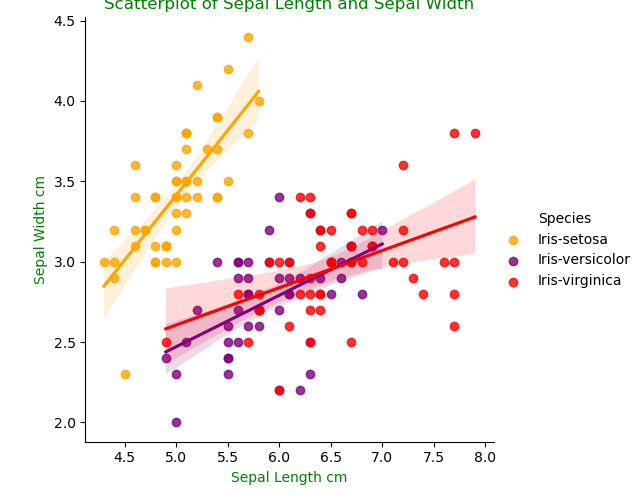 Scatterplot of Sepal Length and Sepal Width
4.5
4.0
3.5
3.0
2.5
2.0
Sepal Width cm
4.5 5.0 5.5 6.0 6.5 7.0 7.5 8.0
Sepal Length cm
Species
Iris-setosa
Iris-versicolor
Iris-virginica